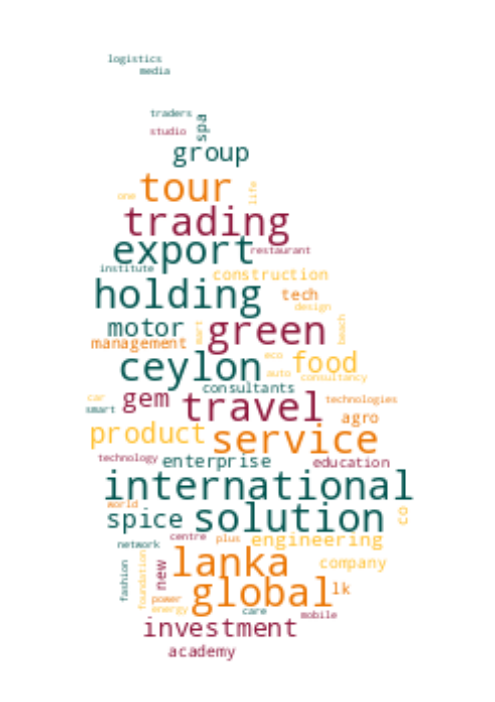 logistics
media
traders
spa
studio
group
tour
one
life
trading
export
restaurant
institute
construction
holding
tech
design
motor
green
mart
beach
management
ceylon
eco
food
auto
consultancy
consultants
car
gem
travel
technologies
smart
agro
product
service
technology
enterprise
education
international
world
spice
solution
co
centre
plus
engineering
network
lanka
company
fashion
foundation
new
global
lk
power
energy
care
mobile
investment
academy